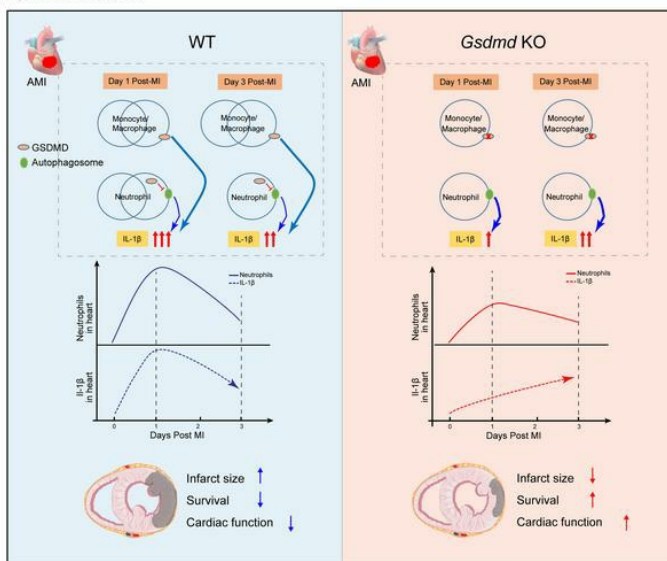 WT
AMI
Day 1 Post-MI
Day 3 Post-MI
Monocyte/
Macrophage
Monocyte/
Macrophage
GSDMD
Autophagosome
Neutrophil
Neutrophil
IL-1β
IL-1β
Neutrophils
in heart
Neutrophils
IL-1β
Il-1β
in heart
0
1
3
Days Post MI
Infarct size
Survival
Cardiac function
Gsdmd KO
AMI
Day 1 Post-MI
Day 3 Post-MI
Monocyte/
Macrophage
Monocyte/
Macrophage
Neutrophil
Neutrophil
IL-1β
IL-1β
Neutrophils
in heart
Neutrophils
IL-1β
Il-1β
in heart
0
1
3
Days Post MI
Infarct size
Survival
Cardiac function